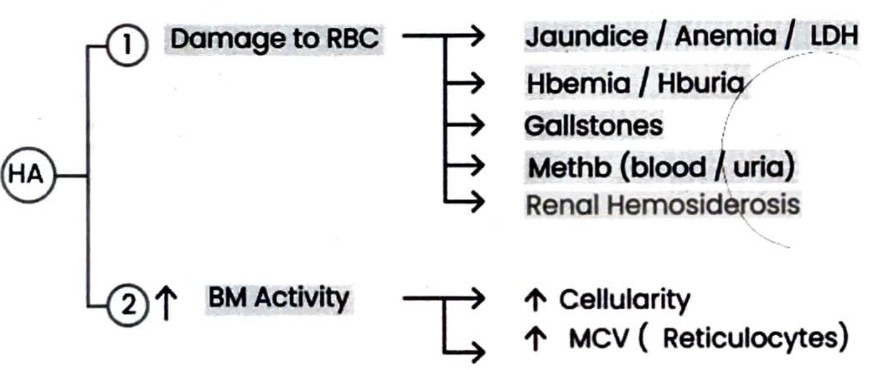 HA
1 Damage to RBC
Jaundice / Anemia / LDH
Hbemia / Hburia
Gallstones
Methb (blood / uria)
Renal Hemosiderosis
2 ↑ BM Activity
↑ Cellularity
↑ MCV ( Reticulocytes)